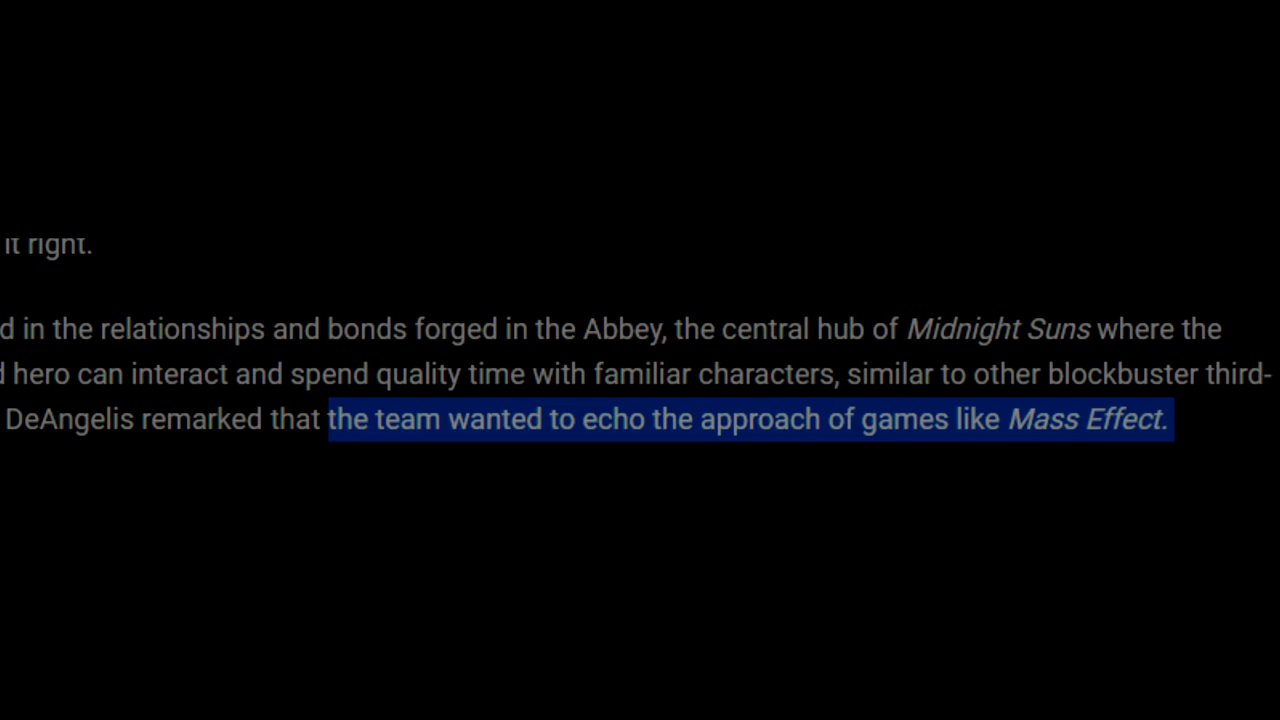 it right.
d in the relationships and bonds forged in the Abbey, the central hub of Midnight Suns where the
d hero can interact and spend quality time with familiar characters, similar to other blockbuster third-
DeAngelis remarked that the team wanted to echo the approach of games like Mass Effect.